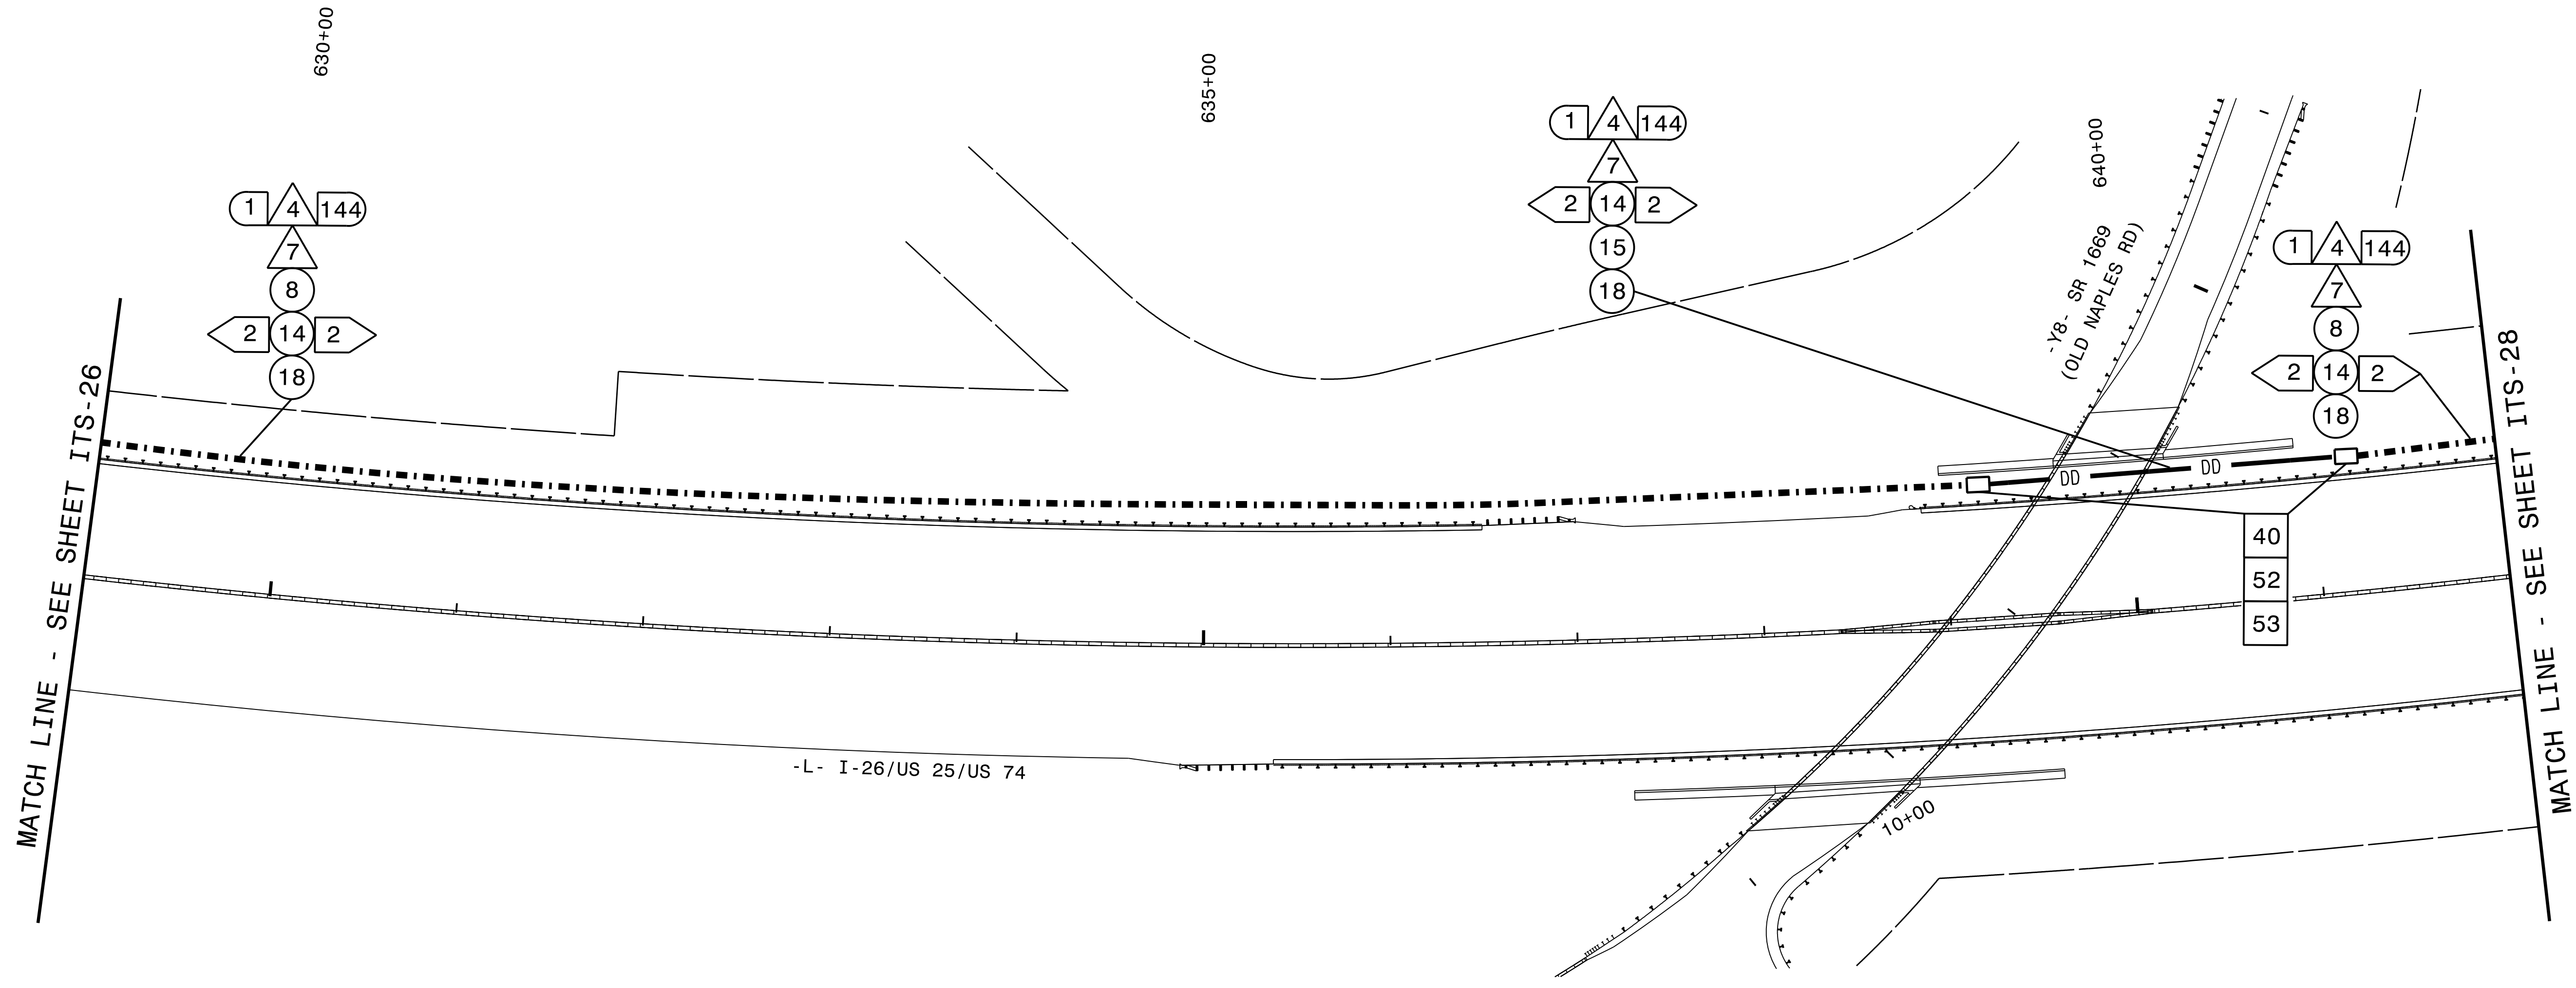 630+00
635+00
640+00
1 4 144
7
8
2 14 2
18
1 4 144
7
2 14 2
15
18
-Y8- SR 1669
(OLD NAPLES RD)
1 4 144
7
8
2 14 2
18
MATCH LINE - SEE SHEET ITS-26
DD DD
40
52
53
-L- I-26/US 25/US 74
10+00
MATCH LINE - SEE SHEET ITS-28